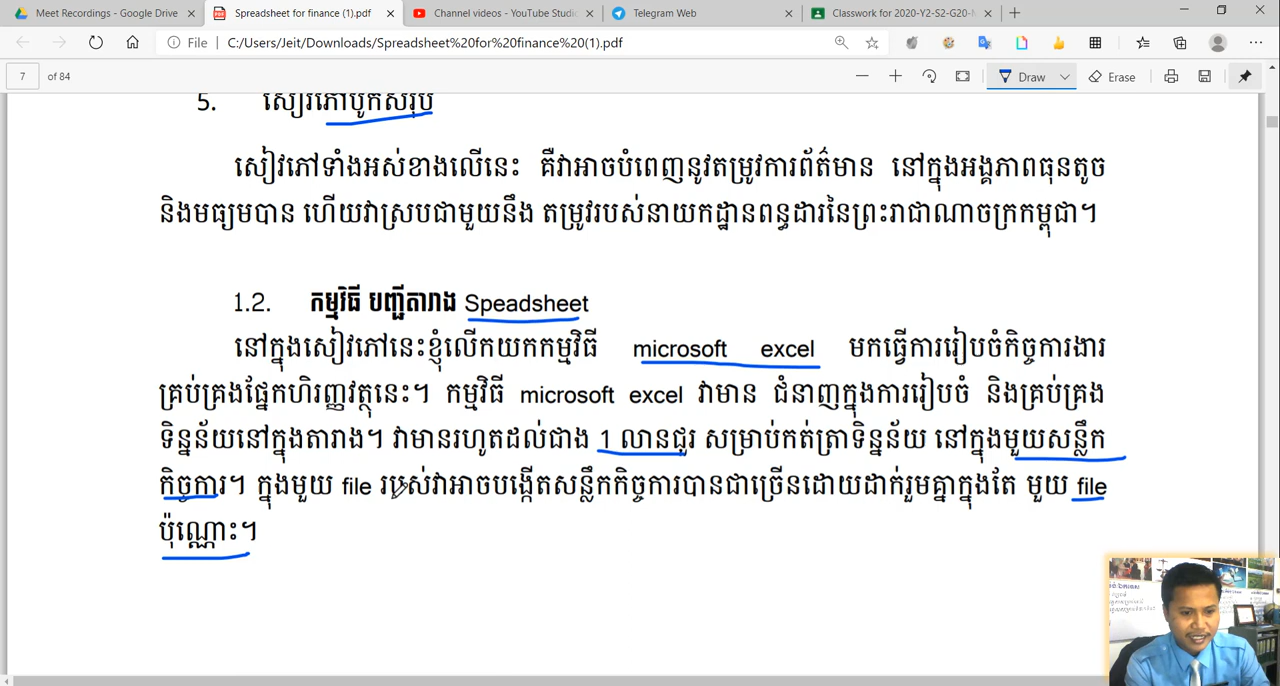 Meet Recordings - Google Drive
Spreadsheet for finance (1).pdf
Channel videos - YouTube Studio
Telegram Web
Classwork for 2020-Y2-S2-G20-
File
C:/Users/Jeit/Downloads/Spreadsheet%20for%20finance%20(1).pdf
7 of 84
Draw
Erase
5. សៀវភៅបូកសរុប
សៀវភៅទាំងអស់ខាងលើនេះ គឺវាអាចបំពេញនូវតម្រូវការព័ត៌មាន នៅក្នុងអង្គភាពធុនតូច
និងមធ្យមបាន ហើយវាស្របជាមួយនឹង តម្រូវរបស់នាយកដ្ឋានពន្ធដារនៃព្រះរាជាណាចក្រកម្ពុជា។
1.2. កម្មវិធី បញ្ជីតារាង Speadsheet
នៅក្នុងសៀវភៅនេះខ្ញុំលើកយកកម្មវិធី microsoft excel មកធ្វើការរៀបចំកិច្ចការងារ
គ្រប់គ្រងផ្នែកហិរញ្ញវត្ថុនេះ។ កម្មវិធី microsoft excel វាមាន ជំនាញក្នុងការរៀបចំ និងគ្រប់គ្រង
ទិន្នន័យនៅក្នុងតារាង។ វាមានរហូតដល់ជាង 1 លានជួរ សម្រាប់កត់ត្រាទិន្នន័យ នៅក្នុងមួយសន្លឹក
កិច្ចការ។ ក្នុងមួយ file របស់វាអាចបង្កើតសន្លឹកកិច្ចការបានជាច្រើនដោយដាក់រួមគ្នាក្នុងតែ មួយ file
ប៉ុណ្ណោះ។